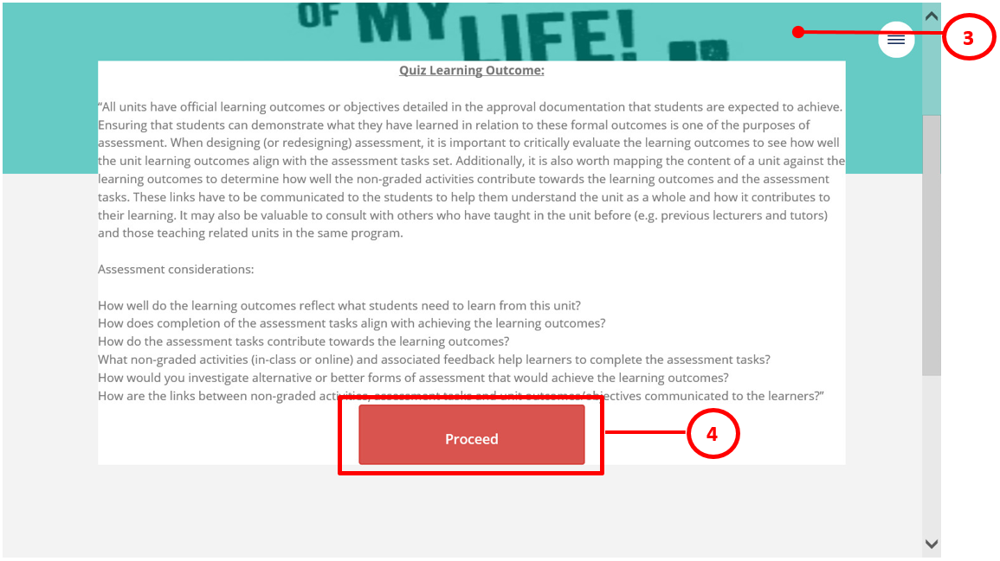 OF MY
LIFE!
3
Quiz Learning Outcome:
“All units have official learning outcomes or objectives detailed in the approval documentation that students are expected to achieve.
Ensuring that students can demonstrate what they have learned in relation to these formal outcomes is one of the purposes of
assessment. When designing (or redesigning) assessment, it is important to critically evaluate the learning outcomes to see how well
the unit learning outcomes align with the assessment tasks set. Additionally, it is also worth mapping the content of a unit against the
learning outcomes to determine how well the non-graded activities contribute towards the learning outcomes and the assessment
tasks. These links have to be communicated to the students to help them understand the unit as a whole and how it contributes to
their learning. It may also be valuable to consult with others who have taught in the unit before (e.g. previous lecturers and tutors)
and those teaching related units in the same program.
Assessment considerations:
How well do the learning outcomes reflect what students need to learn from this unit?
How does completion of the assessment tasks align with achieving the learning outcomes?
How do the assessment tasks contribute towards the learning outcomes?
What non-graded activities (in-class or online) and associated feedback help learners to complete the assessment tasks?
How would you investigate alternative or better forms of assessment that would achieve the learning outcomes?
How are the links between non-graded activities, assessment tasks and unit outcomes/objectives communicated to the learners?”
Proceed
4